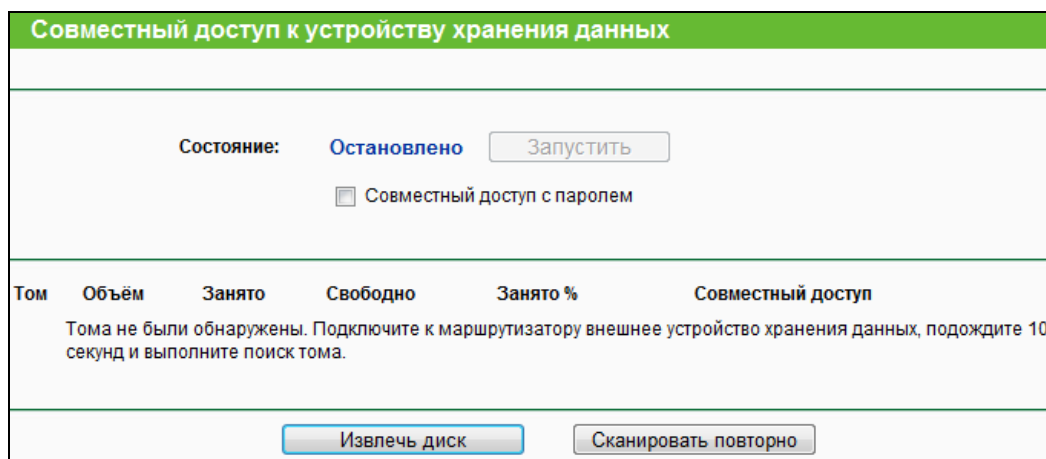 Совместный доступ к устройству хранения данных
Состояние: Остановлено Запустить
Совместный доступ с паролем
Том Объём Занято Свободно Занято % Совместный доступ
Тома не были обнаружены. Подключите к маршрутизатору внешнее устройство хранения данных, подождите 10
секунд и выполните поиск тома.
Извлечь диск Сканировать повторно